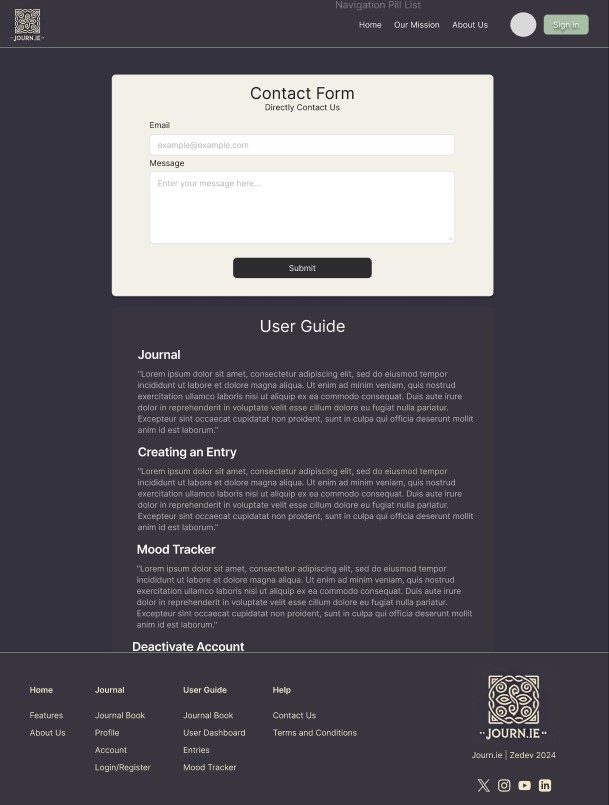 Navigation Pill List
Home Our Mission About Us Sign in
JOURN.IE
Contact Form
Directly Contact Us
Email
example@example.com
Message
Enter your message here...
Submit
User Guide
Journal
"Lorem ipsum dolor sit amet, consectetur adipiscing elit, sed do eiusmod tempor
incididunt ut labore et dolore magna aliqua. Ut enim ad minim veniam, quis nostrud
exercitation ullamco laboris nisi ut aliquip ex ea commodo consequat. Duis aute irure
dolor in reprehenderit in voluptate velit esse cillum dolore eu fugiat nulla pariatur.
Excepteur sint occaecat cupidatat non proident, sunt in culpa qui officia deserunt mollit
anim id est laborum."
Creating an Entry
"Lorem ipsum dolor sit amet, consectetur adipiscing elit, sed do eiusmod tempor
incididunt ut labore et dolore magna aliqua. Ut enim ad minim veniam, quis nostrud
exercitation ullamco laboris nisi ut aliquip ex ea commodo consequat. Duis aute irure
dolor in reprehenderit in voluptate velit esse cillum dolore eu fugiat nulla pariatur.
Excepteur sint occaecat cupidatat non proident, sunt in culpa qui officia deserunt mollit
anim id est laborum."
Mood Tracker
"Lorem ipsum dolor sit amet, consectetur adipiscing elit, sed do eiusmod tempor
incididunt ut labore et dolore magna aliqua. Ut enim ad minim veniam, quis nostrud
exercitation ullamco laboris nisi ut aliquip ex ea commodo consequat. Duis aute irure
dolor in reprehenderit in voluptate velit esse cillum dolore eu fugiat nulla pariatur.
Excepteur sint occaecat cupidatat non proident, sunt in culpa qui officia deserunt mollit
anim id est laborum."
Deactivate Account
Home
Features
About Us
Journal
Journal Book
Profile
Account
Login/Register
User Guide
Journal Book
User Dashboard
Entries
Mood Tracker
Help
Contact Us
Terms and Conditions
JOURN.IE
Journ.ie | Zedev 2024